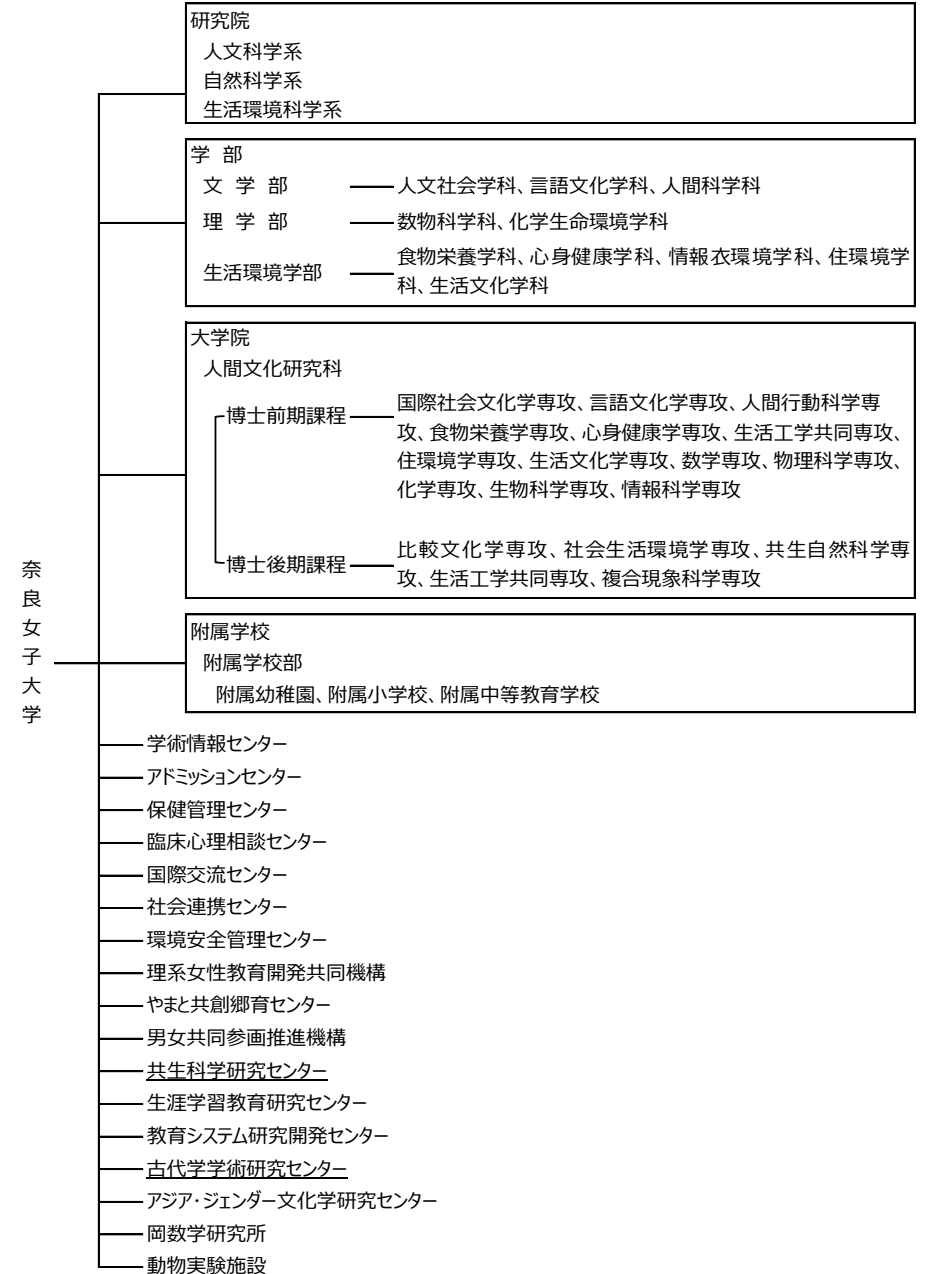 研究院
人文科学系
自然科学系
生活環境科学系
学 部
文 学 部 人文社会学科、言語文化学科、人間科学科
理 学 部 数物科学科、化学生命環境学科
生活環境学部 食物栄養学科、心身健康学科、情報衣環境学科、住環境学
科、生活文化学科
大学院
人間文化研究科
博士前期課程 国際社会文化学専攻、言語文化学専攻、人間行動科学専
攻、食物栄養学専攻、心身健康学専攻、生活工学共同専攻、
住環境学専攻、生活文化学専攻、数学専攻、物理科学専攻、
化学専攻、生物科学専攻、情報科学専攻
博士後期課程 比較文化学専攻、社会生活環境学専攻、共生自然科学専
攻、生活工学共同専攻、複合現象科学専攻
奈良女子大学
附属学校
附属学校部
附属幼稚園、附属小学校、附属中等教育学校
学術情報センター
アドミッションセンター
保健管理センター
臨床心理相談センター
国際交流センター
社会連携センター
環境安全管理センター
理系女性教育開発共同機構
やまと共創郷育センター
男女共同参画推進機構
共生科学研究センター
生涯学習教育研究センター
教育システム研究開発センター
古代学学術研究センター
アジア・ジェンダー文化学研究センター
岡数学研究所
動物実験施設